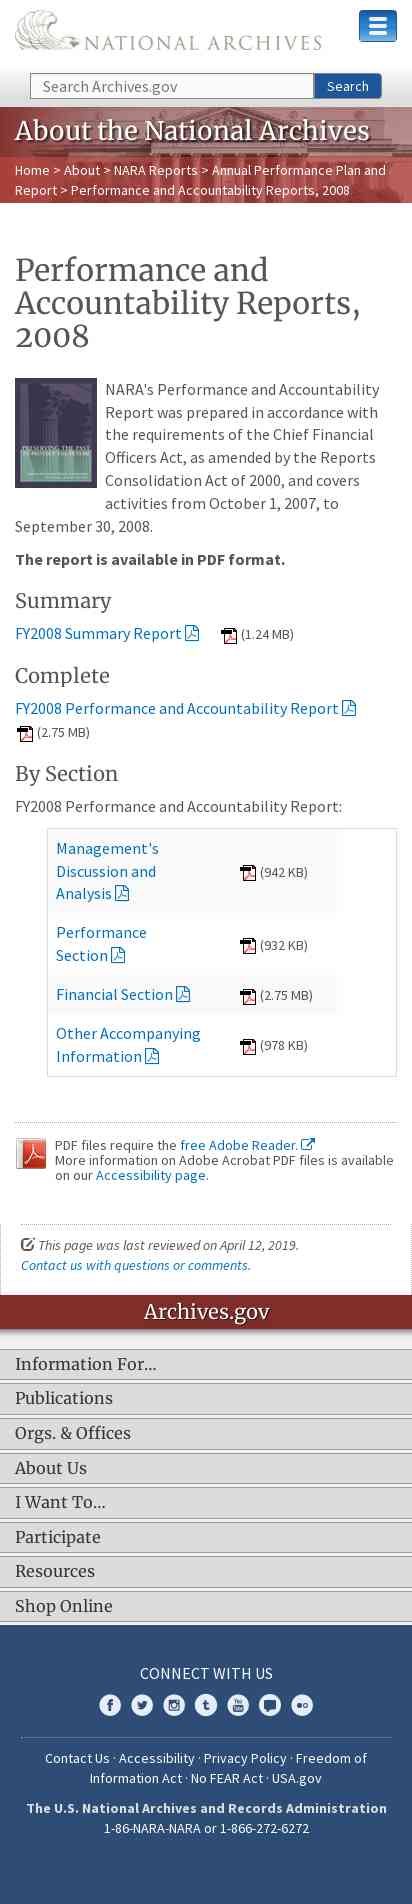 NATIONAL ARCHIVES
Search Archives.gov
Search
About the National Archives
Home > About > NARA Reports > Annual Performance Plan and
Report > Performance and Accountability Reports, 2008
Performance and
Accountability Reports,
2008
PRESERVING THE PAST
TO PROTECT THE FUTURE
NARA's Performance and Accountability
Report was prepared in accordance with
the requirements of the Chief Financial
Officers Act, as amended by the Reports
Consolidation Act of 2000, and covers
activities from October 1, 2007, to
September 30, 2008.
The report is available in PDF format.
Summary
FY2008 Summary Report (1.24 MB)
Complete
FY2008 Performance and Accountability Report
(2.75 MB)
By Section
FY2008 Performance and Accountability Report:
Management's
Discussion and
Analysis
(942 KB)
Performance
Section
(932 KB)
Financial Section (2.75 MB)
Other Accompanying
Information
(978 KB)
PDF files require the free Adobe Reader.
More information on Adobe Acrobat PDF files is available
on our Accessibility page.
This page was last reviewed on April 12, 2019.
Contact us with questions or comments.
Archives.gov
Information For…
Publications
Orgs. & Offices
About Us
I Want To…
Participate
Resources
Shop Online
CONNECT WITH US
Contact Us · Accessibility · Privacy Policy · Freedom of
Information Act · No FEAR Act · USA.gov
The U.S. National Archives and Records Administration
1-86-NARA-NARA or 1-866-272-6272